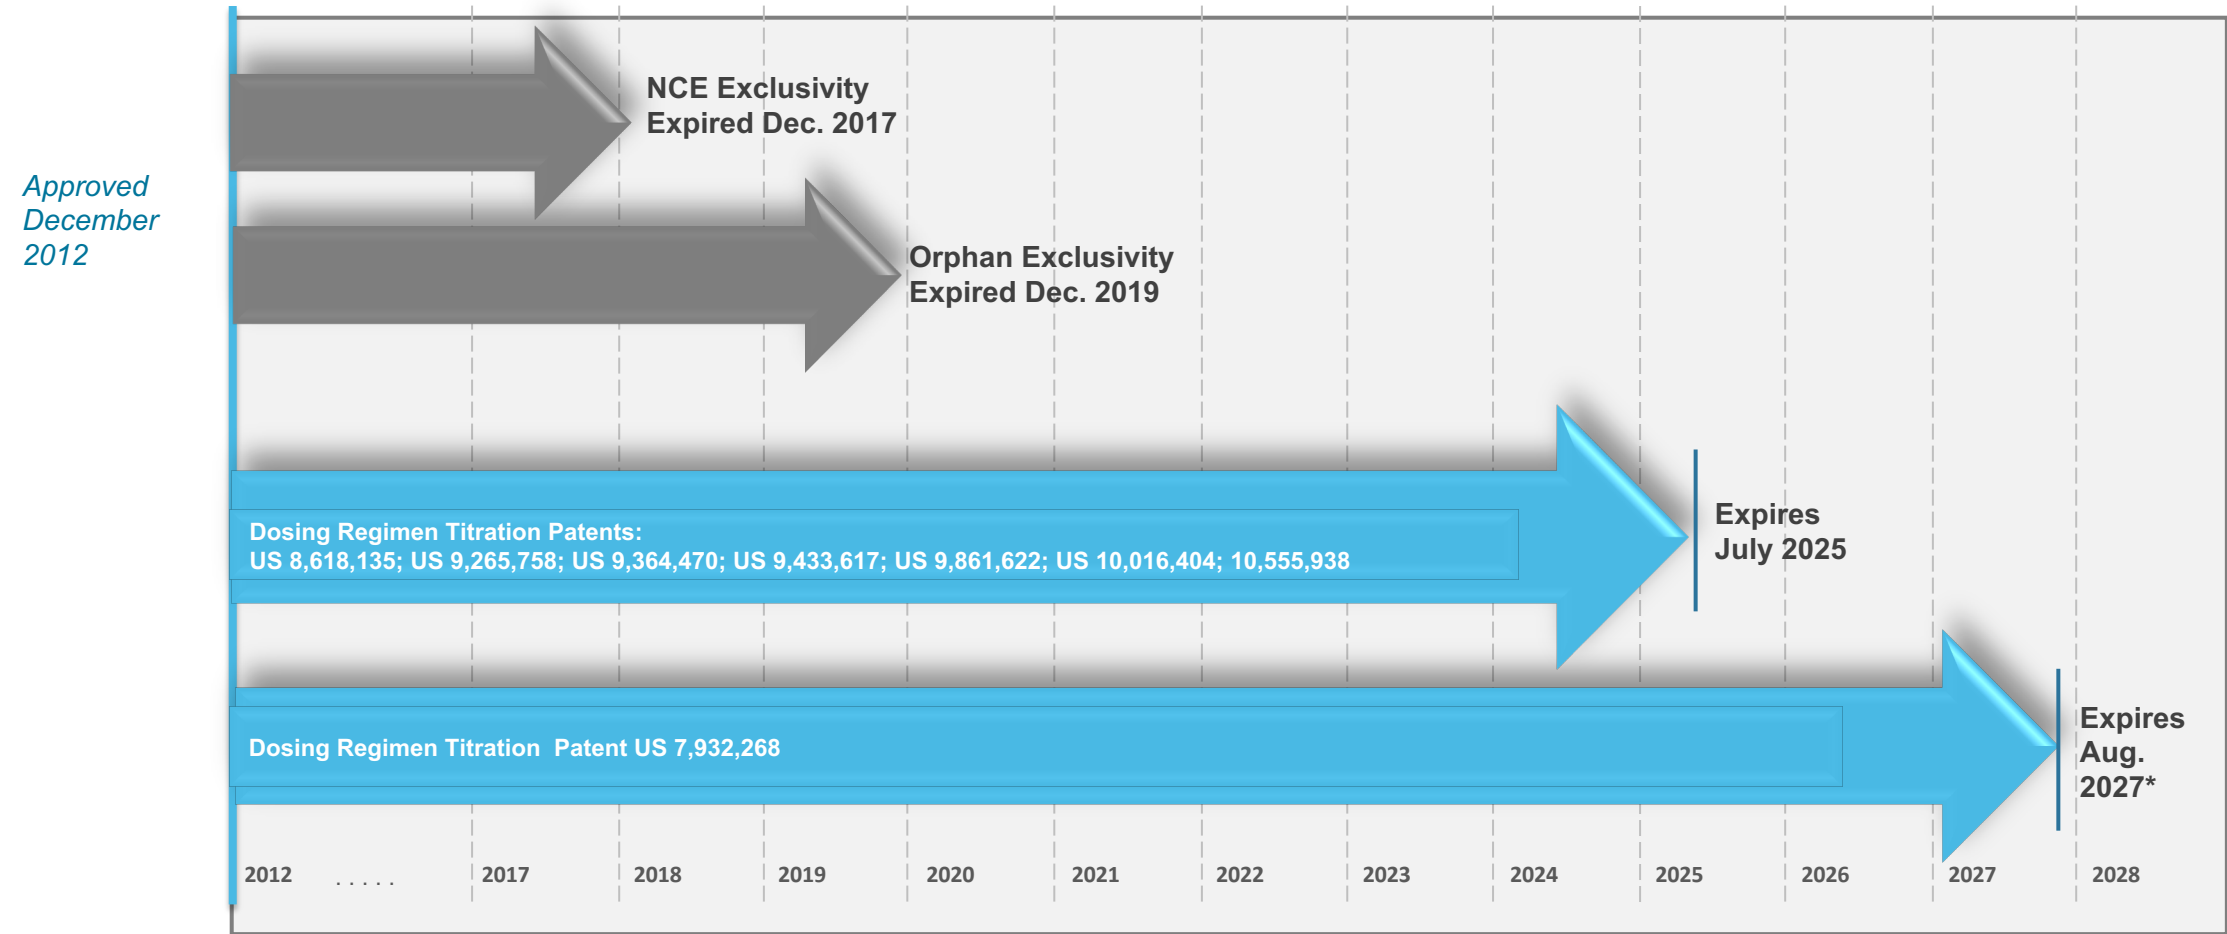 NCE Exclusivity
Expired Dec. 2017
Approved
December
2012
Orphan Exclusivity
Expired Dec. 2019
Dosing Regimen Titration Patents:
US 8,618,135; US 9,265,758; US 9,364,470; US 9,433,617; US 9,861,622; US 10,016,404; 10,555,938
Expires
July 2025
Dosing Regimen Titration  Patent US 7,932,268
Expires
Aug.
2027*
2012 . . . . . 2017 2018 2019 2020 2021 2022 2023 2024 2025 2026 2027 2028